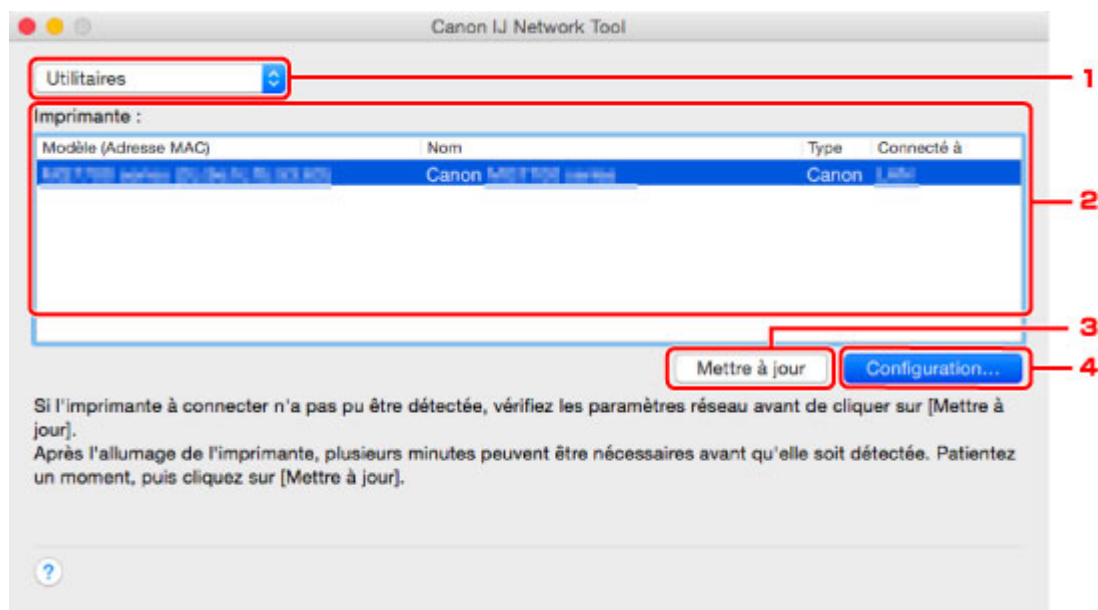 Canon IJ Network Tool
Utilitaires
1
Imprimante :
Modèle (Adresse MAC) Nom Type Connecté à
Canon Canon
2
3
Mettre à jour Configuration...
4
Si l'imprimante à connecter n'a pas pu être détectée, vérifiez les paramètres réseau avant de cliquer sur [Mettre à
jour].
Après l'allumage de l'imprimante, plusieurs minutes peuvent être nécessaires avant qu'elle soit détectée. Patientez
un moment, puis cliquez sur [Mettre à jour].
?